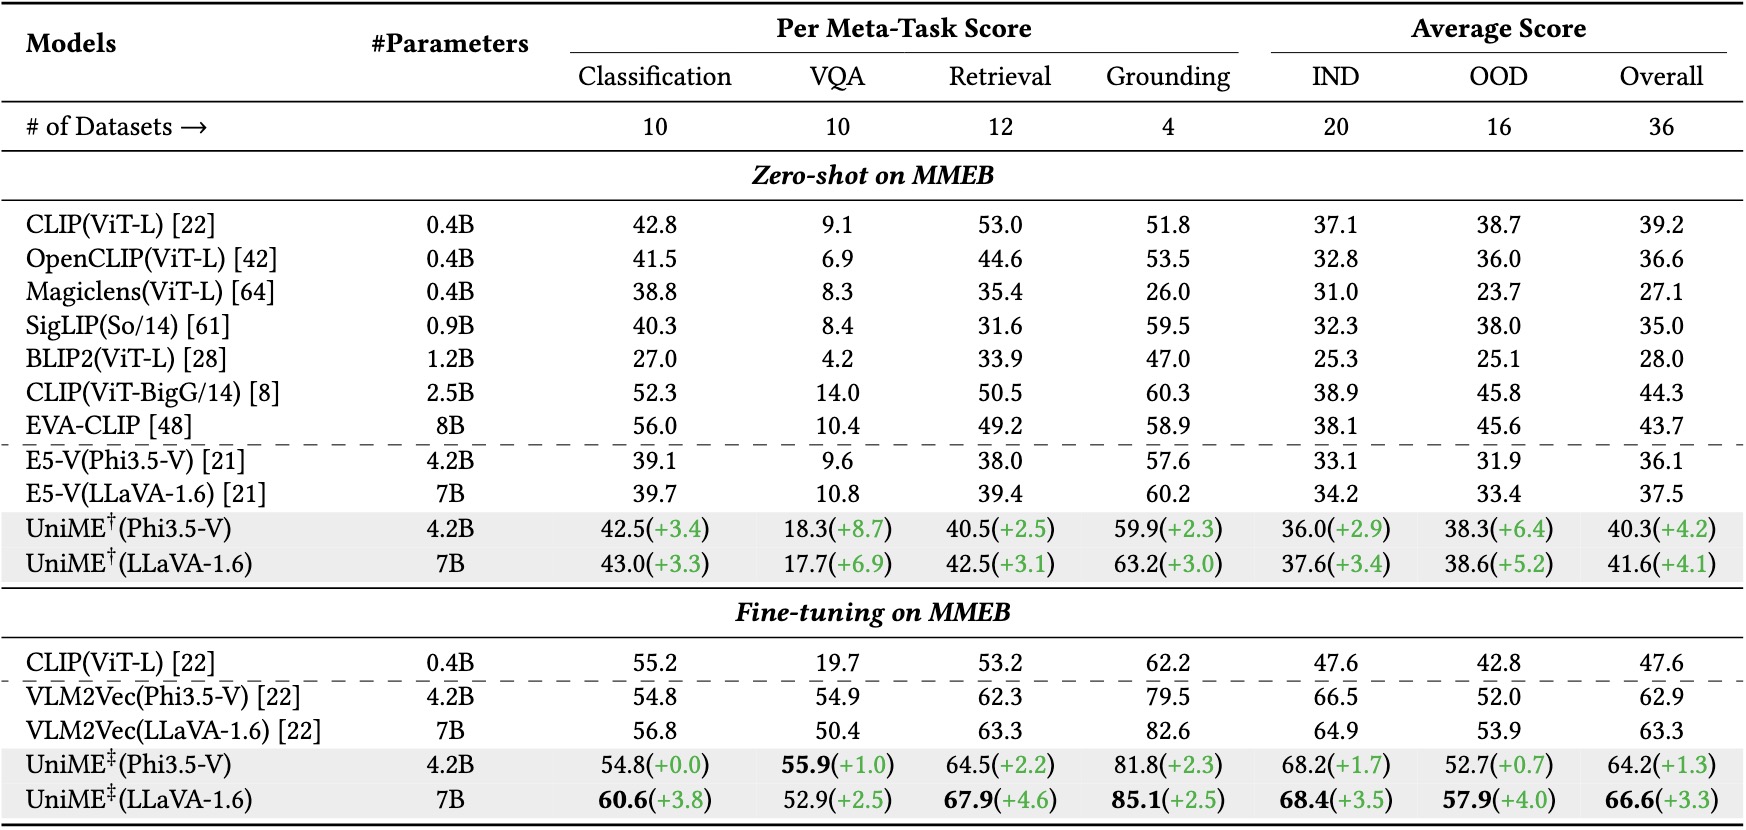 Models #Parameters Per Meta-Task Score Average Score
Classification VQA Retrieval Grounding IND OOD Overall
# of Datasets → 10 10 12 4 20 16 36
Zero-shot on MMEB
CLIP(ViT-L) [22] 0.4B 42.8 9.1 53.0 51.8 37.1 38.7 39.2
OpenCLIP(ViT-L) [42] 0.4B 41.5 6.9 44.6 53.5 32.8 36.0 36.6
Magiclens(ViT-L) [64] 0.4B 38.8 8.3 35.4 26.0 31.0 23.7 27.1
SigLIP(So/14) [61] 0.9B 40.3 8.4 31.6 59.5 32.3 38.0 35.0
BLIP2(ViT-L) [28] 1.2B 27.0 4.2 33.9 47.0 25.3 25.1 28.0
CLIP(ViT-BigG/14) [8] 2.5B 52.3 14.0 50.5 60.3 38.9 45.8 44.3
EVA-CLIP [48] 8B 56.0 10.4 49.2 58.9 38.1 45.6 43.7
E5-V(Phi3.5-V) [21] 4.2B 39.1 9.6 38.0 57.6 33.1 31.9 36.1
E5-V(LLaVA-1.6) [21] 7B 39.7 10.8 39.4 60.2 34.2 33.4 37.5
UniME†(Phi3.5-V) 4.2B 42.5(+3.4) 18.3(+8.7) 40.5(+2.5) 59.9(+2.3) 36.0(+2.9) 38.3(+6.4) 40.3(+4.2)
UniME†(LLaVA-1.6) 7B 43.0(+3.3) 17.7(+6.9) 42.5(+3.1) 63.2(+3.0) 37.6(+3.4) 38.6(+5.2) 41.6(+4.1)
Fine-tuning on MMEB
CLIP(ViT-L) [22] 0.4B 55.2 19.7 53.2 62.2 47.6 42.8 47.6
VLM2Vec(Phi3.5-V) [22] 4.2B 54.8 54.9 62.3 79.5 66.5 52.0 62.9
VLM2Vec(LLaVA-1.6) [22] 7B 56.8 50.4 63.3 82.6 64.9 53.9 63.3
UniME‡(Phi3.5-V) 4.2B 54.8(+0.0) 55.9(+1.0) 64.5(+2.2) 81.8(+2.3) 68.2(+1.7) 52.7(+0.7) 64.2(+1.3)
UniME‡(LLaVA-1.6) 7B 60.6(+3.8) 52.9(+2.5) 67.9(+4.6) 85.1(+2.5) 68.4(+3.5) 57.9(+4.0) 66.6(+3.3)